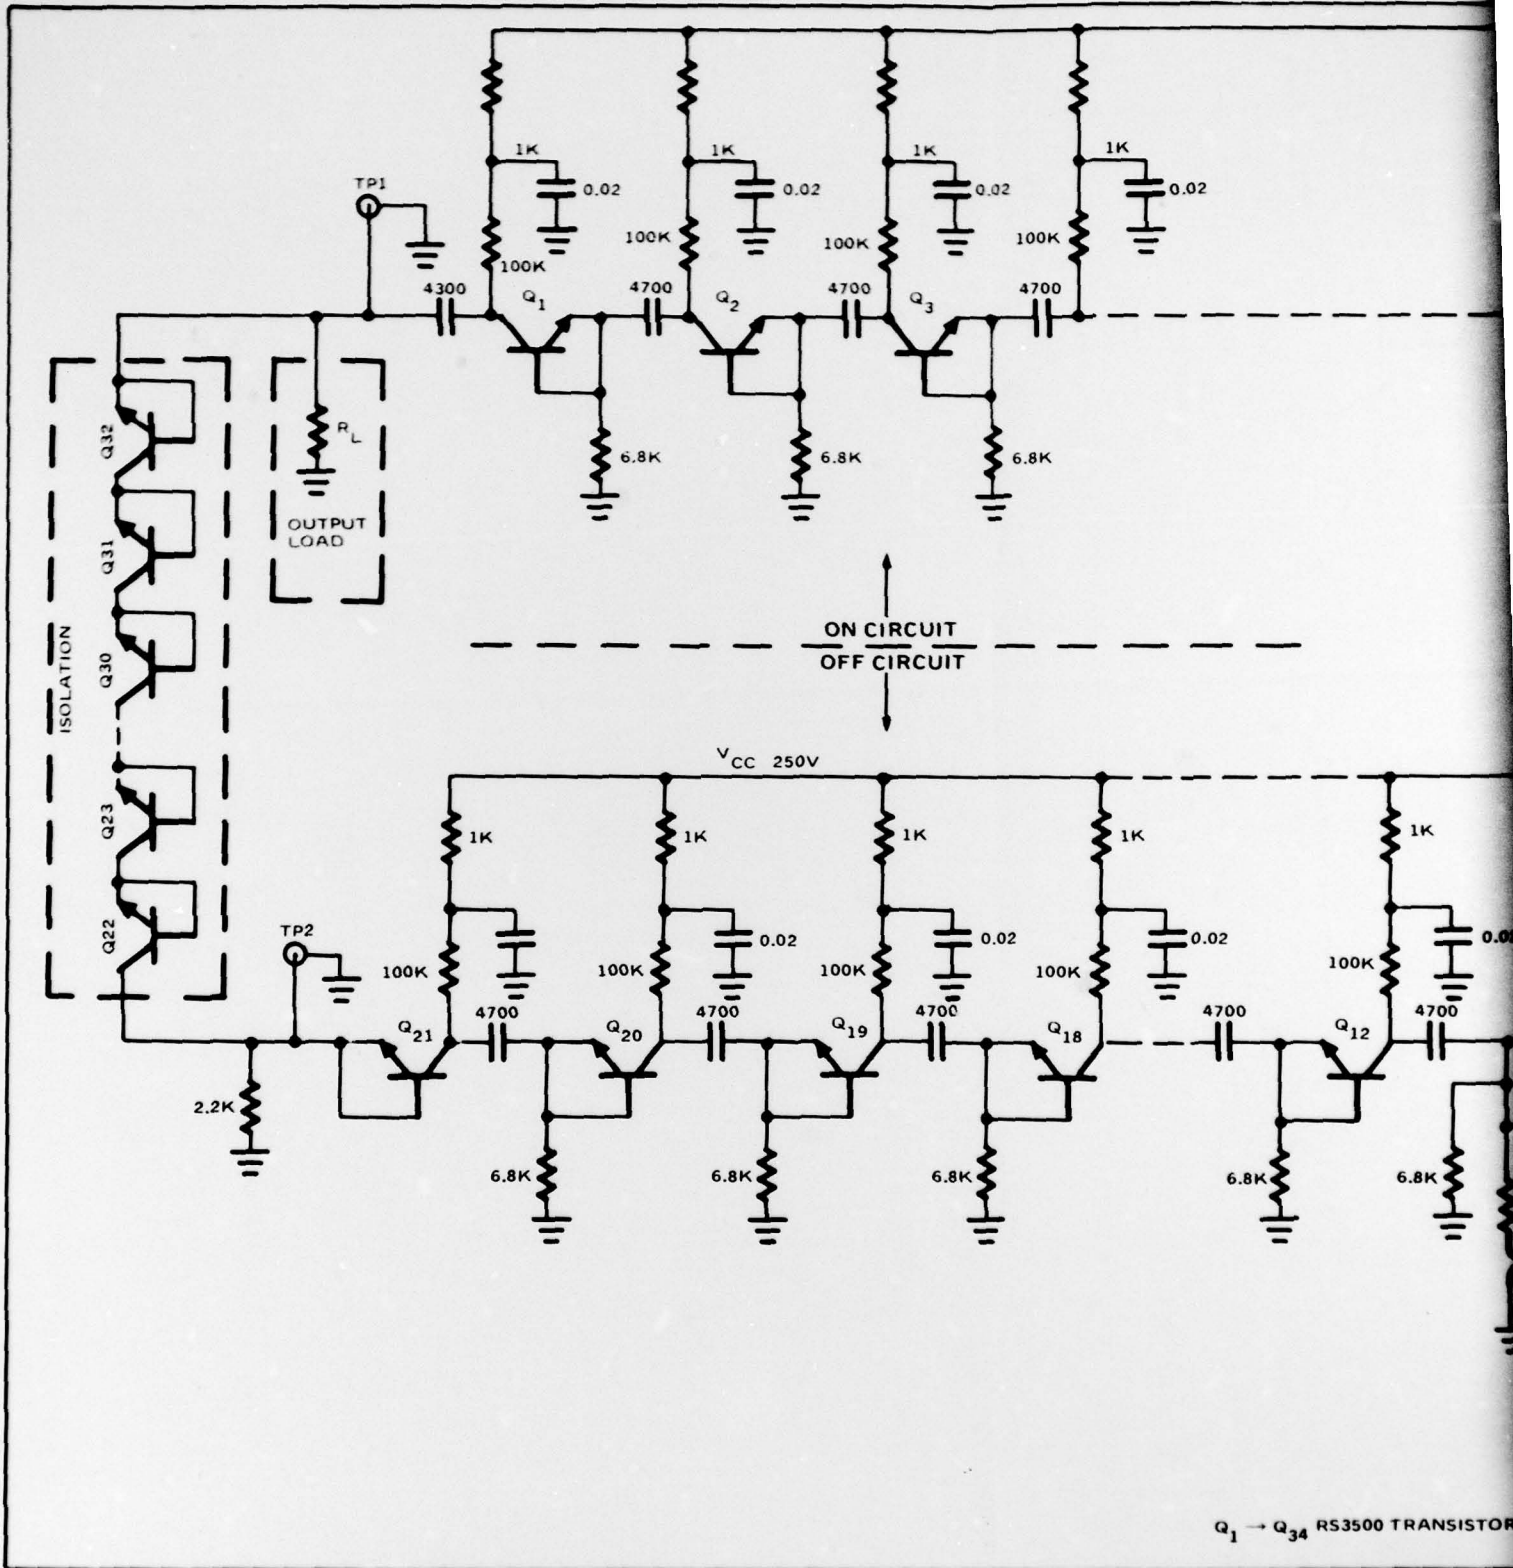 1K
1K
1K
1K
0.02
0.02
0.02
0.02
TP1
100K
100K
100K
100K
4300
Q1
4700
Q2
4700
Q3
4700
Q32
RL
6.8K
6.8K
6.8K
OUTPUT
LOAD
Q31
ISOLATION
Q30
ON CIRCUIT
OFF CIRCUIT
VCC 250V
Q23
1K
1K
1K
1K
1K
Q22
TP2
0.02
0.02
0.02
100K
100K
100K
100K
100K
Q21
4700
Q20
4700
Q19
4700
Q18
4700
Q12
4700
2.2K
6.8K
6.8K
6.8K
6.8K
6.8K
Q1 → Q34 RS3500 TRANSISTOR